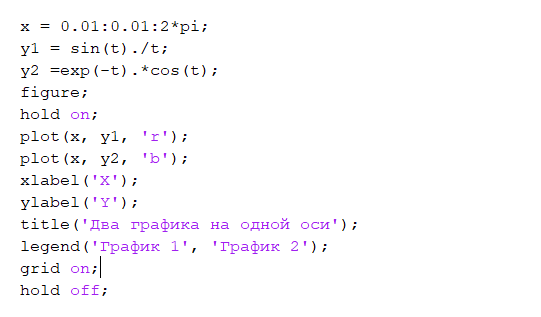 x = 0.01:0.01:2*pi;
y1 = sin(t)./t;
y2 =exp(-t).*cos(t);
figure;
hold on;
plot(x, y1, 'r');
plot(x, y2, 'b');
xlabel('X');
ylabel('Y');
title('Два графика на одной оси');
legend('График 1', 'График 2');
grid on;
hold off;